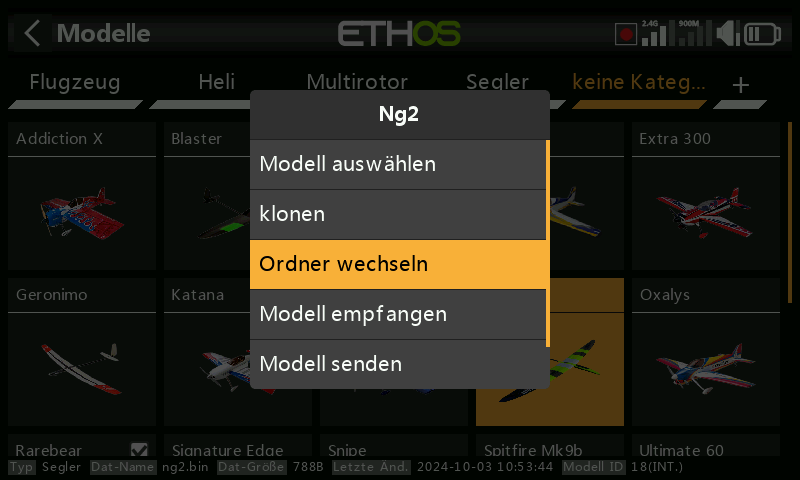 Modelle
ETHOS
2.4G
900M
Flugzeug
Heli
Multirotor
Segler
keine Kateg...
+
Ng2
Modell auswählen
klonen
Ordner wechseln
Modell empfangen
Modell senden
Addiction X
Blaster
Extra 300
Geronimo
Katana
Oxalys
Rarebear
Signature Edge
Snipe
Spitfire Mk9b
Ultimate 60
Typ Segler Dat-Name ng2.bin Dat-Größe 788B Letzte Änd. 2024-10-03 10:53:44 Modell ID 18(INT.)